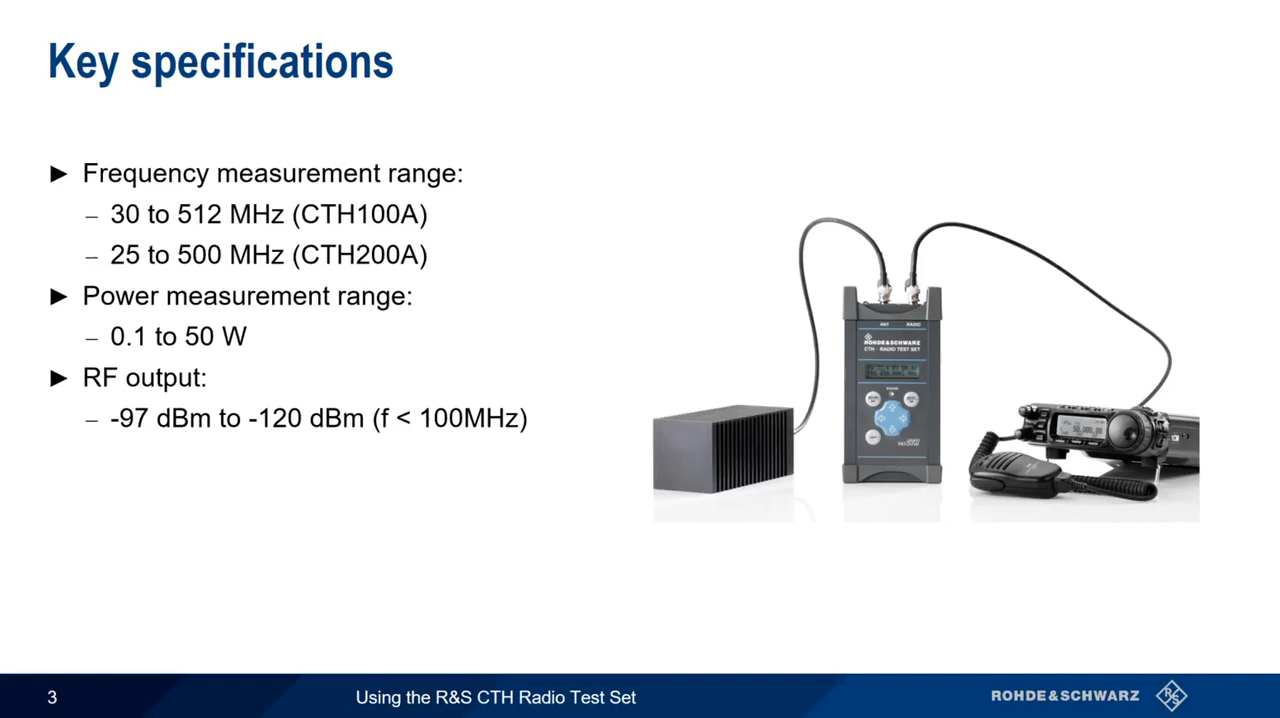 Key specifications
► Frequency measurement range:
– 30 to 512 MHz (CTH100A)
– 25 to 500 MHz (CTH200A)
► Power measurement range:
– 0.1 to 50 W
► RF output:
– -97 dBm to -120 dBm (f < 100MHz)
ANT RADIO
ROHDE&SCHWARZ
CTH · RADIO TEST SET
3
Using the R&S CTH Radio Test Set
ROHDE&SCHWARZ
R&S